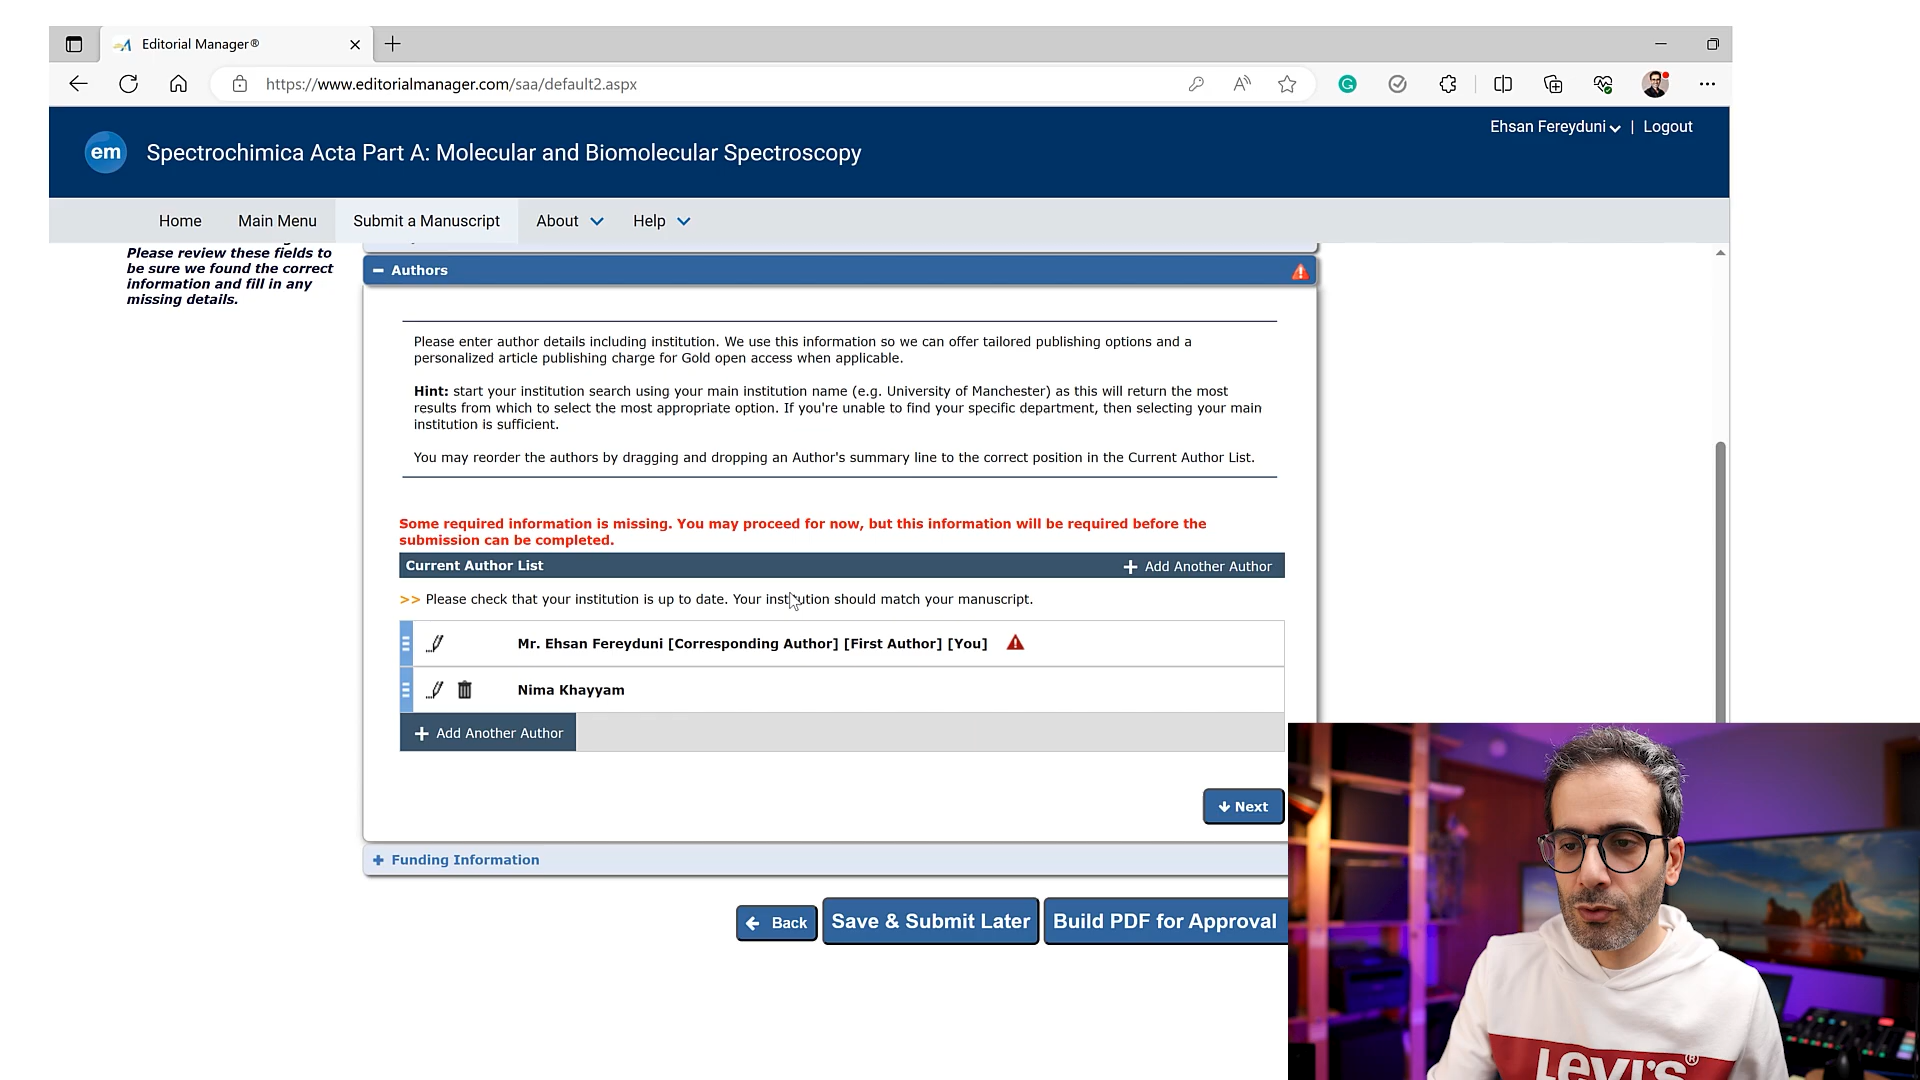 Editorial Manager®
https://www.editorialmanager.com/saa/default2.aspx
Ehsan Fereyduni | Logout
em
Spectrochimica Acta Part A: Molecular and Biomolecular Spectroscopy
Home Main Menu Submit a Manuscript About Help
Please review these fields to
be sure we found the correct
information and fill in any
missing details.
Authors
Please enter author details including institution. We use this information so we can offer tailored publishing options and a
personalized article publishing charge for Gold open access when applicable.
Hint: start your institution search using your main institution name (e.g. University of Manchester) as this will return the most
results from which to select the most appropriate option. If you're unable to find your specific department, then selecting your main
institution is sufficient.
You may reorder the authors by dragging and dropping an Author's summary line to the correct position in the Current Author List.
Some required information is missing. You may proceed for now, but this information will be required before the
submission can be completed.
Current Author List + Add Another Author
>> Please check that your institution is up to date. Your institution should match your manuscript.
Mr. Ehsan Fereyduni [Corresponding Author] [First Author] [You]
Nima Khayyam
+ Add Another Author
Next
Funding Information
Back Save & Submit Later Build PDF for Approval
Levi's®